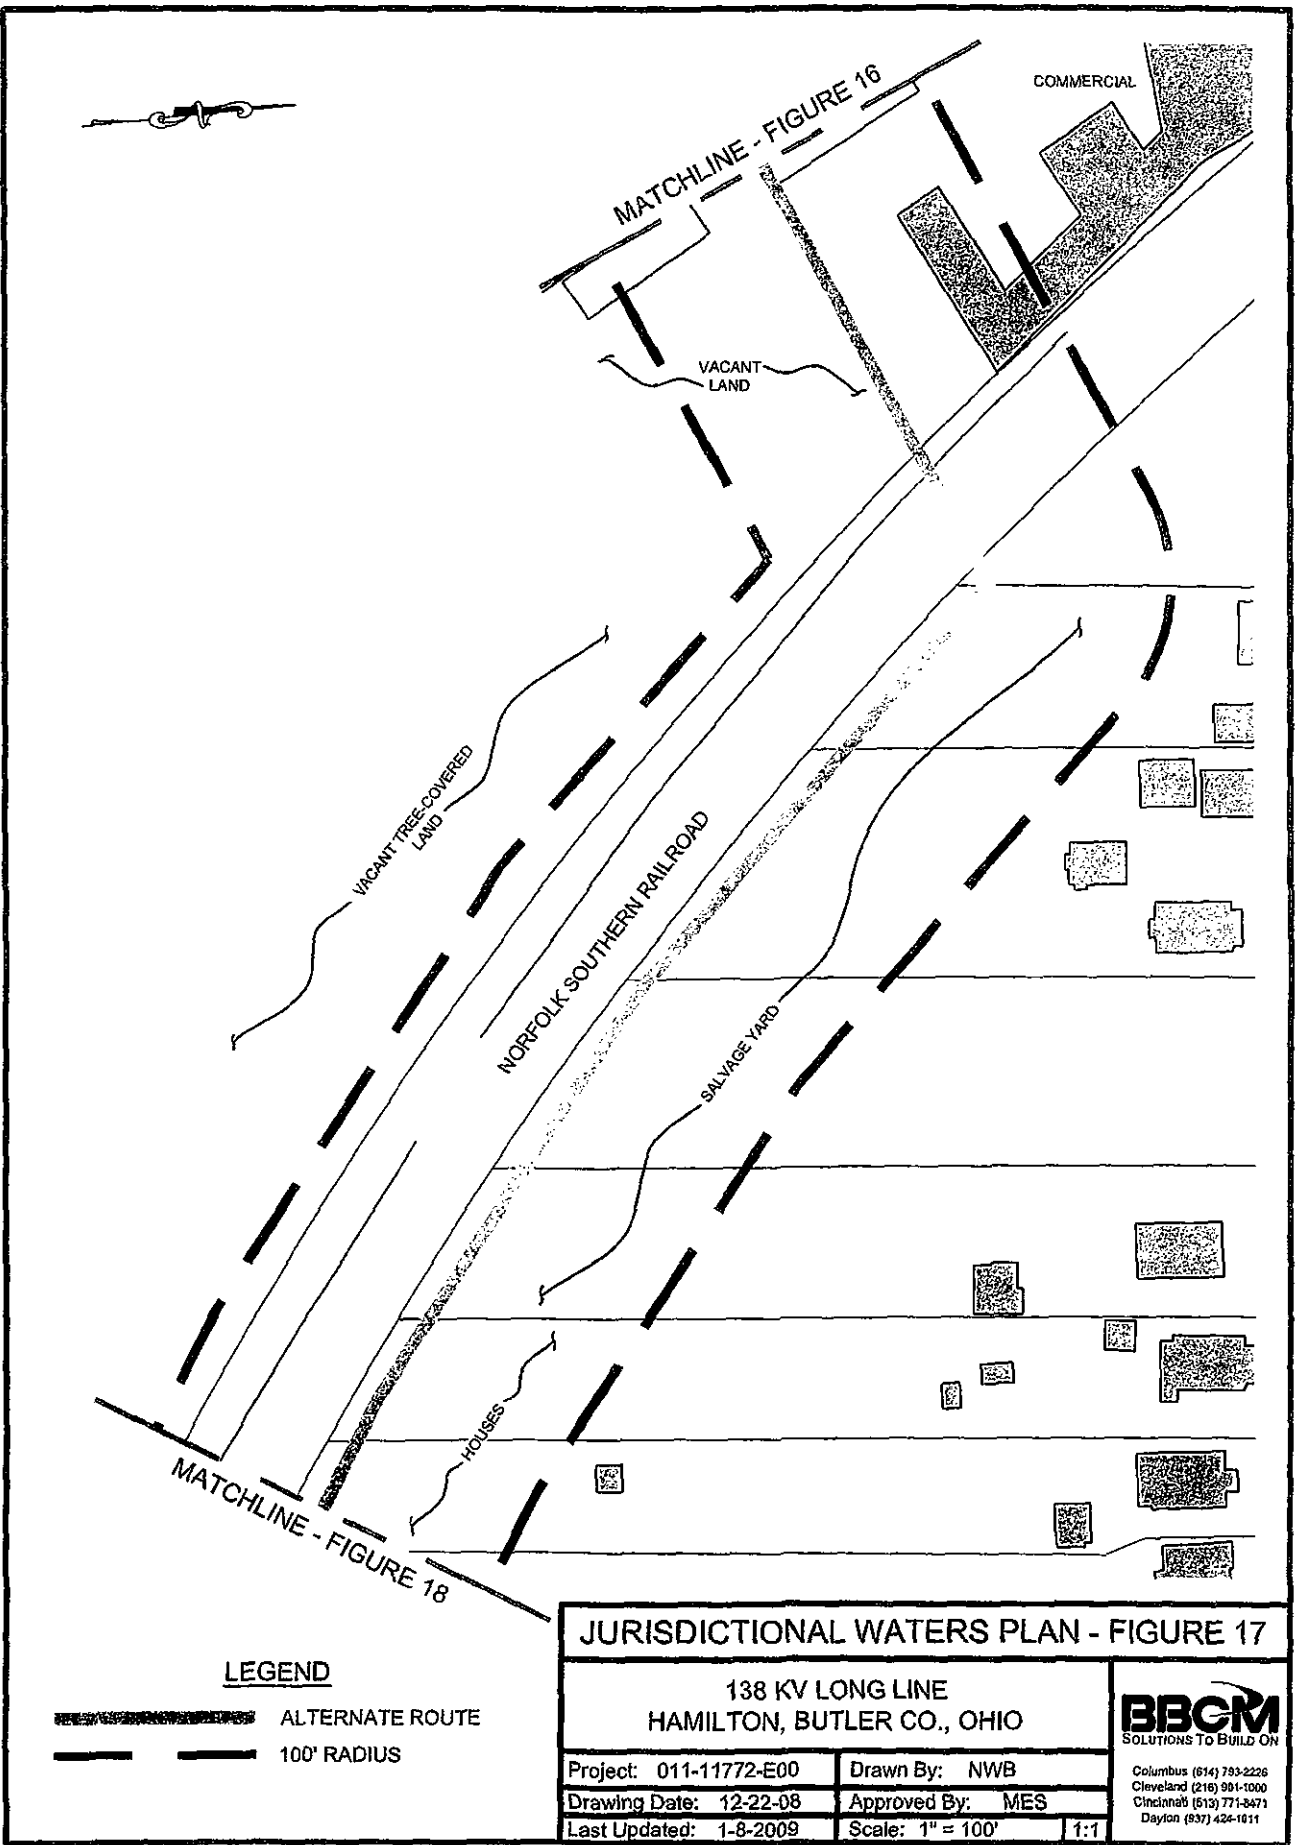 COMMERCIAL
MATCHLINE - FIGURE 16
VACANT
LAND
VACANT TREE-COVERED
LAND
NORFOLK SOUTHERN RAILROAD
SALVAGE YARD
HOUSES
MATCHLINE - FIGURE 18
LEGEND
ALTERNATE ROUTE
100' RADIUS
JURISDICTIONAL WATERS PLAN - FIGURE 17
138 KV LONG LINE
HAMILTON, BUTLER CO., OHIO
Project: 011-11772-E00
Drawn By: NWB
Drawing Date: 12-22-08
Approved By: MES
Last Updated: 1-8-2009
Scale: 1" = 100'
1:1
BBCM
SOLUTIONS TO BUILD ON
Columbus (614) 793-2226
Cleveland (216) 901-1000
Cincinnati (513) 771-8471
Dayton (937) 424-1011